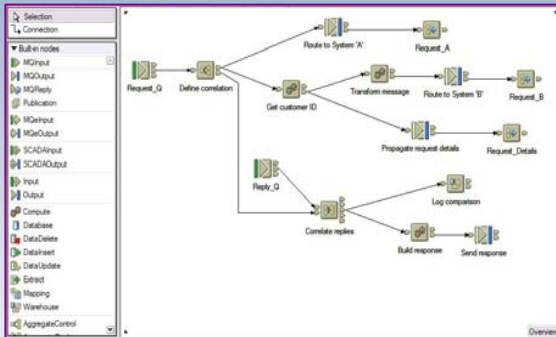 Selection
Connection
Built-in nodes
MQInput
MQOutput
MQReply
Publication
MQeInput
MQeOutput
SCADAInput
SCADAOutput
Input
Output
Compute
Database
DataDelete
DataInsert
DataUpdate
Extract
Mapping
Warehouse
AggregateControl
Route to System 'A'
Request_A
Request_Q
Define correlation
Get customer ID
Transform message
Route to System 'B'
Request_B
Propagate request details
Request_Details
Reply_Q
Correlate replies
Log comparison
Build response
Send response
Overview